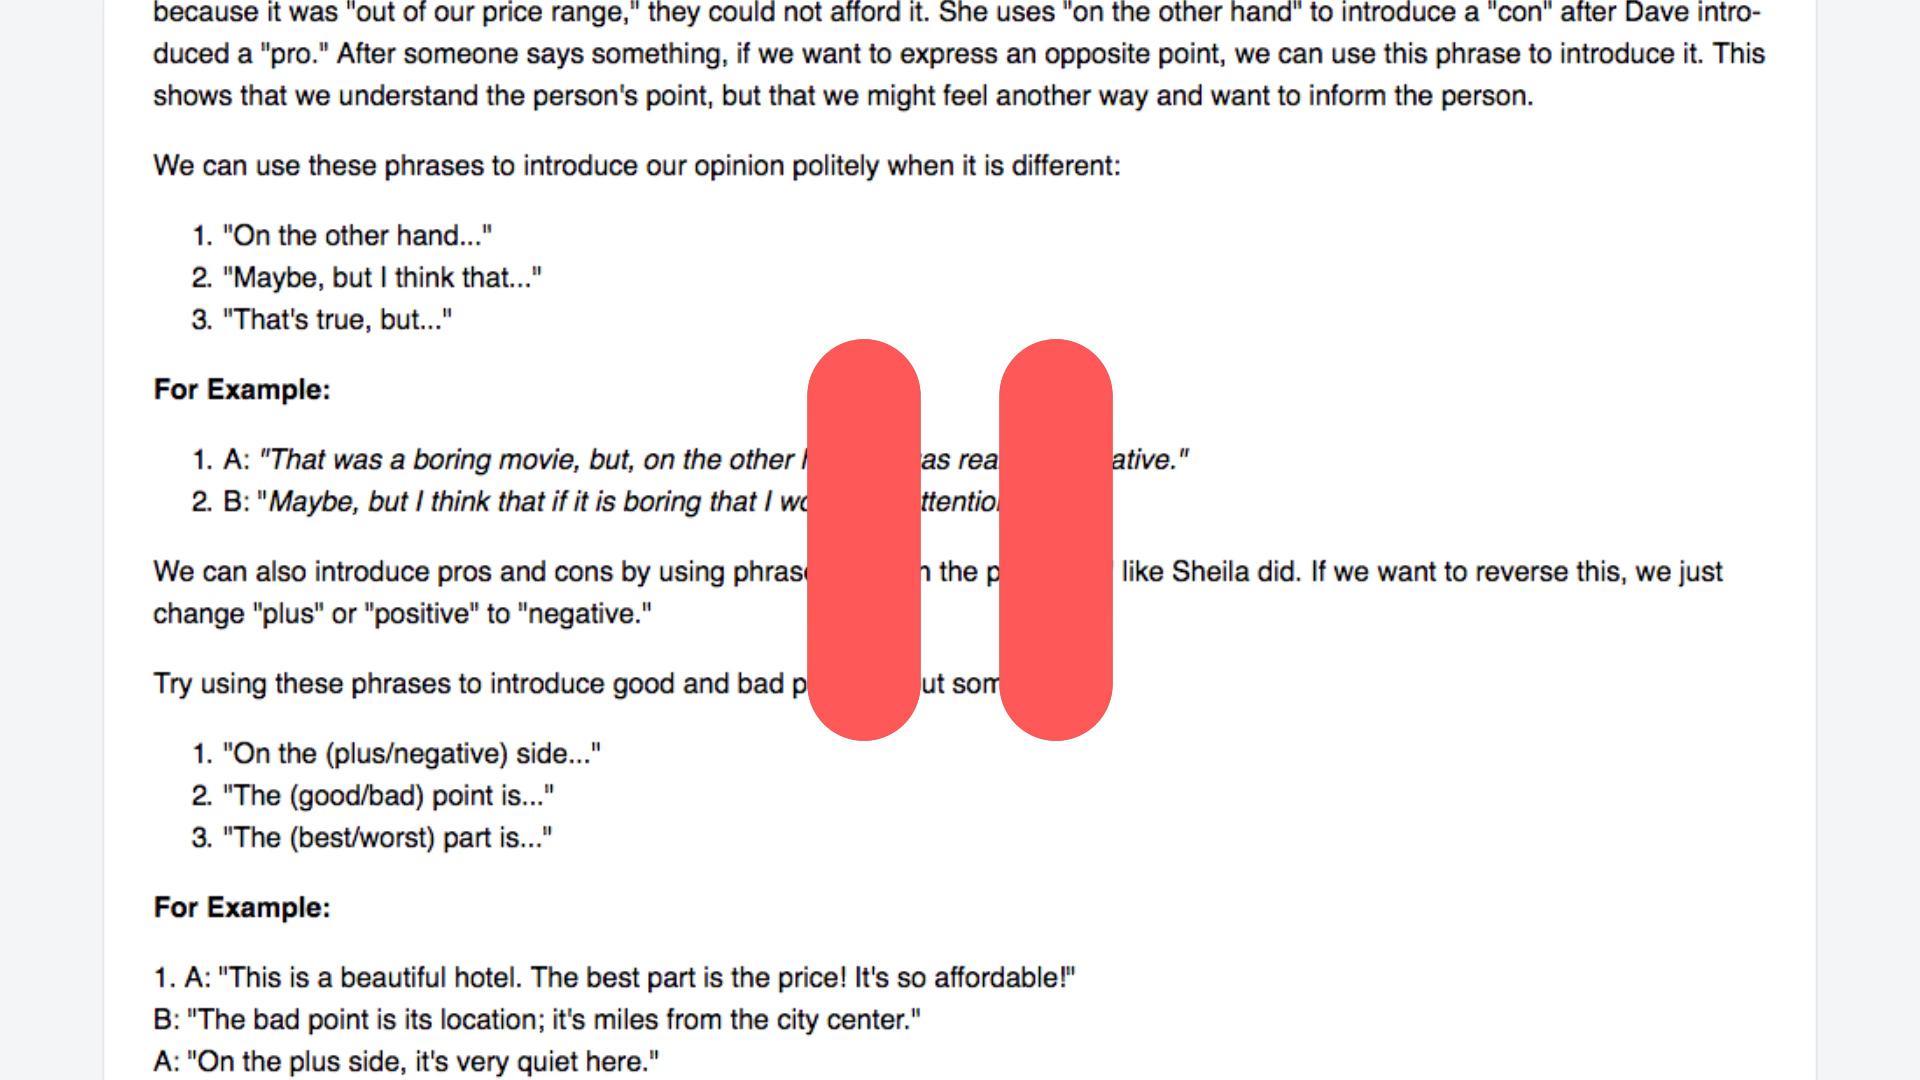 because it was "out of our price range," they could not afford it. She uses "on the other hand" to introduce a "con" after Dave intro-
duced a "pro." After someone says something, if we want to express an opposite point, we can use this phrase to introduce it. This
shows that we understand the person's point, but that we might feel another way and want to inform the person.
We can use these phrases to introduce our opinion politely when it is different:
1. "On the other hand..."
2. "Maybe, but I think that..."
3. "That's true, but..."
For Example:
1. A: "That was a boring movie, but, on the other
2. B: "Maybe, but I think that if it is boring that I
We can also introduce pros and cons by using the like Sheila did. If we want to reverse this, we just
change "plus" or "positive" to "negative."
Try using these phrases to introduce good and bad
1. "On the (plus/negative) side..."
2. "The (good/bad) point is..."
3. "The (best/worst) part is..."
For Example:
1. A: "This is a beautiful hotel. The best part is the price! It's so affordable!"
B: "The bad point is its location; it's miles from the city center."
A: "On the plus side, it's very quiet here."